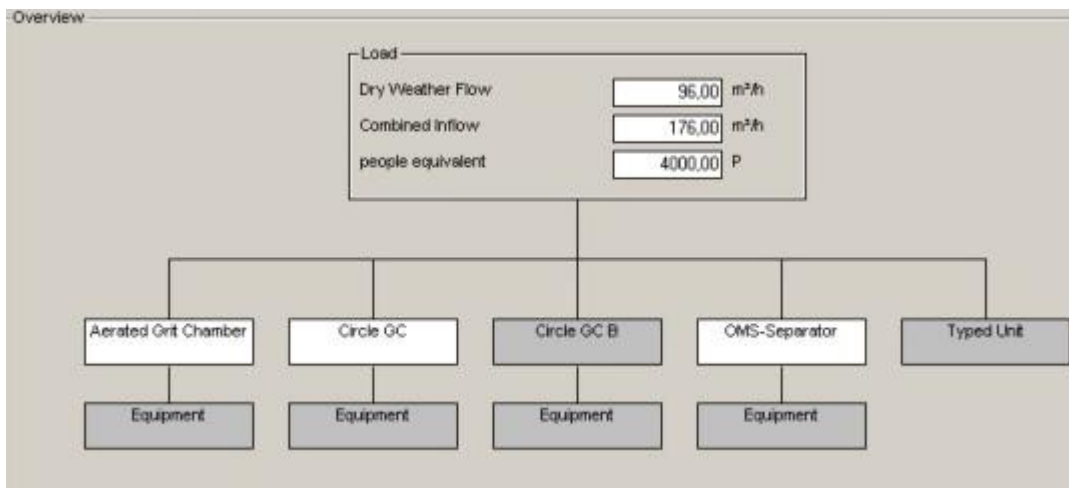 Overview
Load
Dry Weather Flow 96,00 m³/h
Combined Inflow 176,00 m³/h
people equivalent 4000,00 P
Aerated Grit Chamber Circle GC Circle GC B OMS-Separator Typed Unit
Equipment Equipment Equipment Equipment